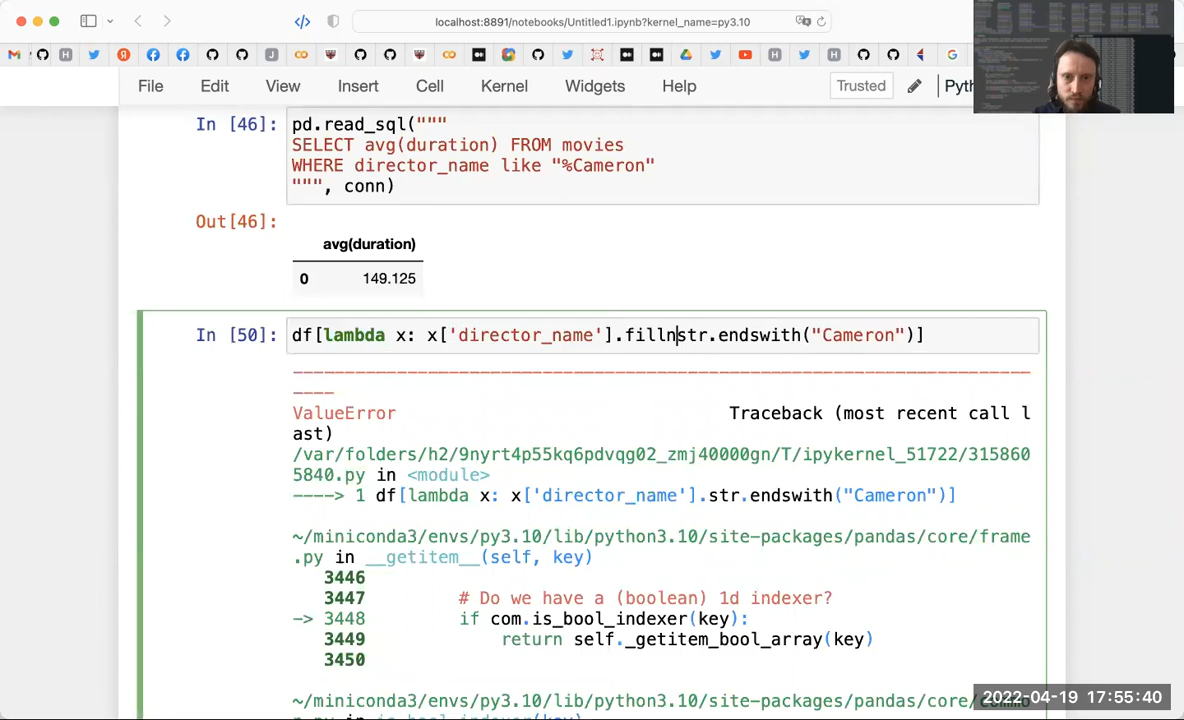 localhost:8891/notebooks/Untitled1.ipynb?kernel_name=py3.10
File Edit View Insert Cell Kernel Widgets Help Trusted Pyth
In [46]: pd.read_sql("""
SELECT avg(duration) FROM movies
WHERE director_name like "%Cameron"
""", conn)
Out[46]:
avg(duration)
0 149.125
In [50]: df[lambda x: x['director_name'].fillnstr.endswith("Cameron")]
---------------------------------------------------------------------------
ValueError Traceback (most recent call l
ast)
/var/folders/h2/9nyrt4p55kq6pdvqg02_zmj40000gn/T/ipykernel_51722/315860
5840.py in <module>
----> 1 df[lambda x: x['director_name'].str.endswith("Cameron")]
~/miniconda3/envs/py3.10/lib/python3.10/site-packages/pandas/core/frame
.py in __getitem__(self, key)
3446
3447 # Do we have a (boolean) 1d indexer?
-> 3448 if com.is_bool_indexer(key):
3449 return self._getitem_bool_array(key)
3450
~/miniconda3/envs/py3.10/lib/python3.10/site-packages/pandas/core/commo
n.py in is_bool_indexer(key)
2022-04-19 17:55:40